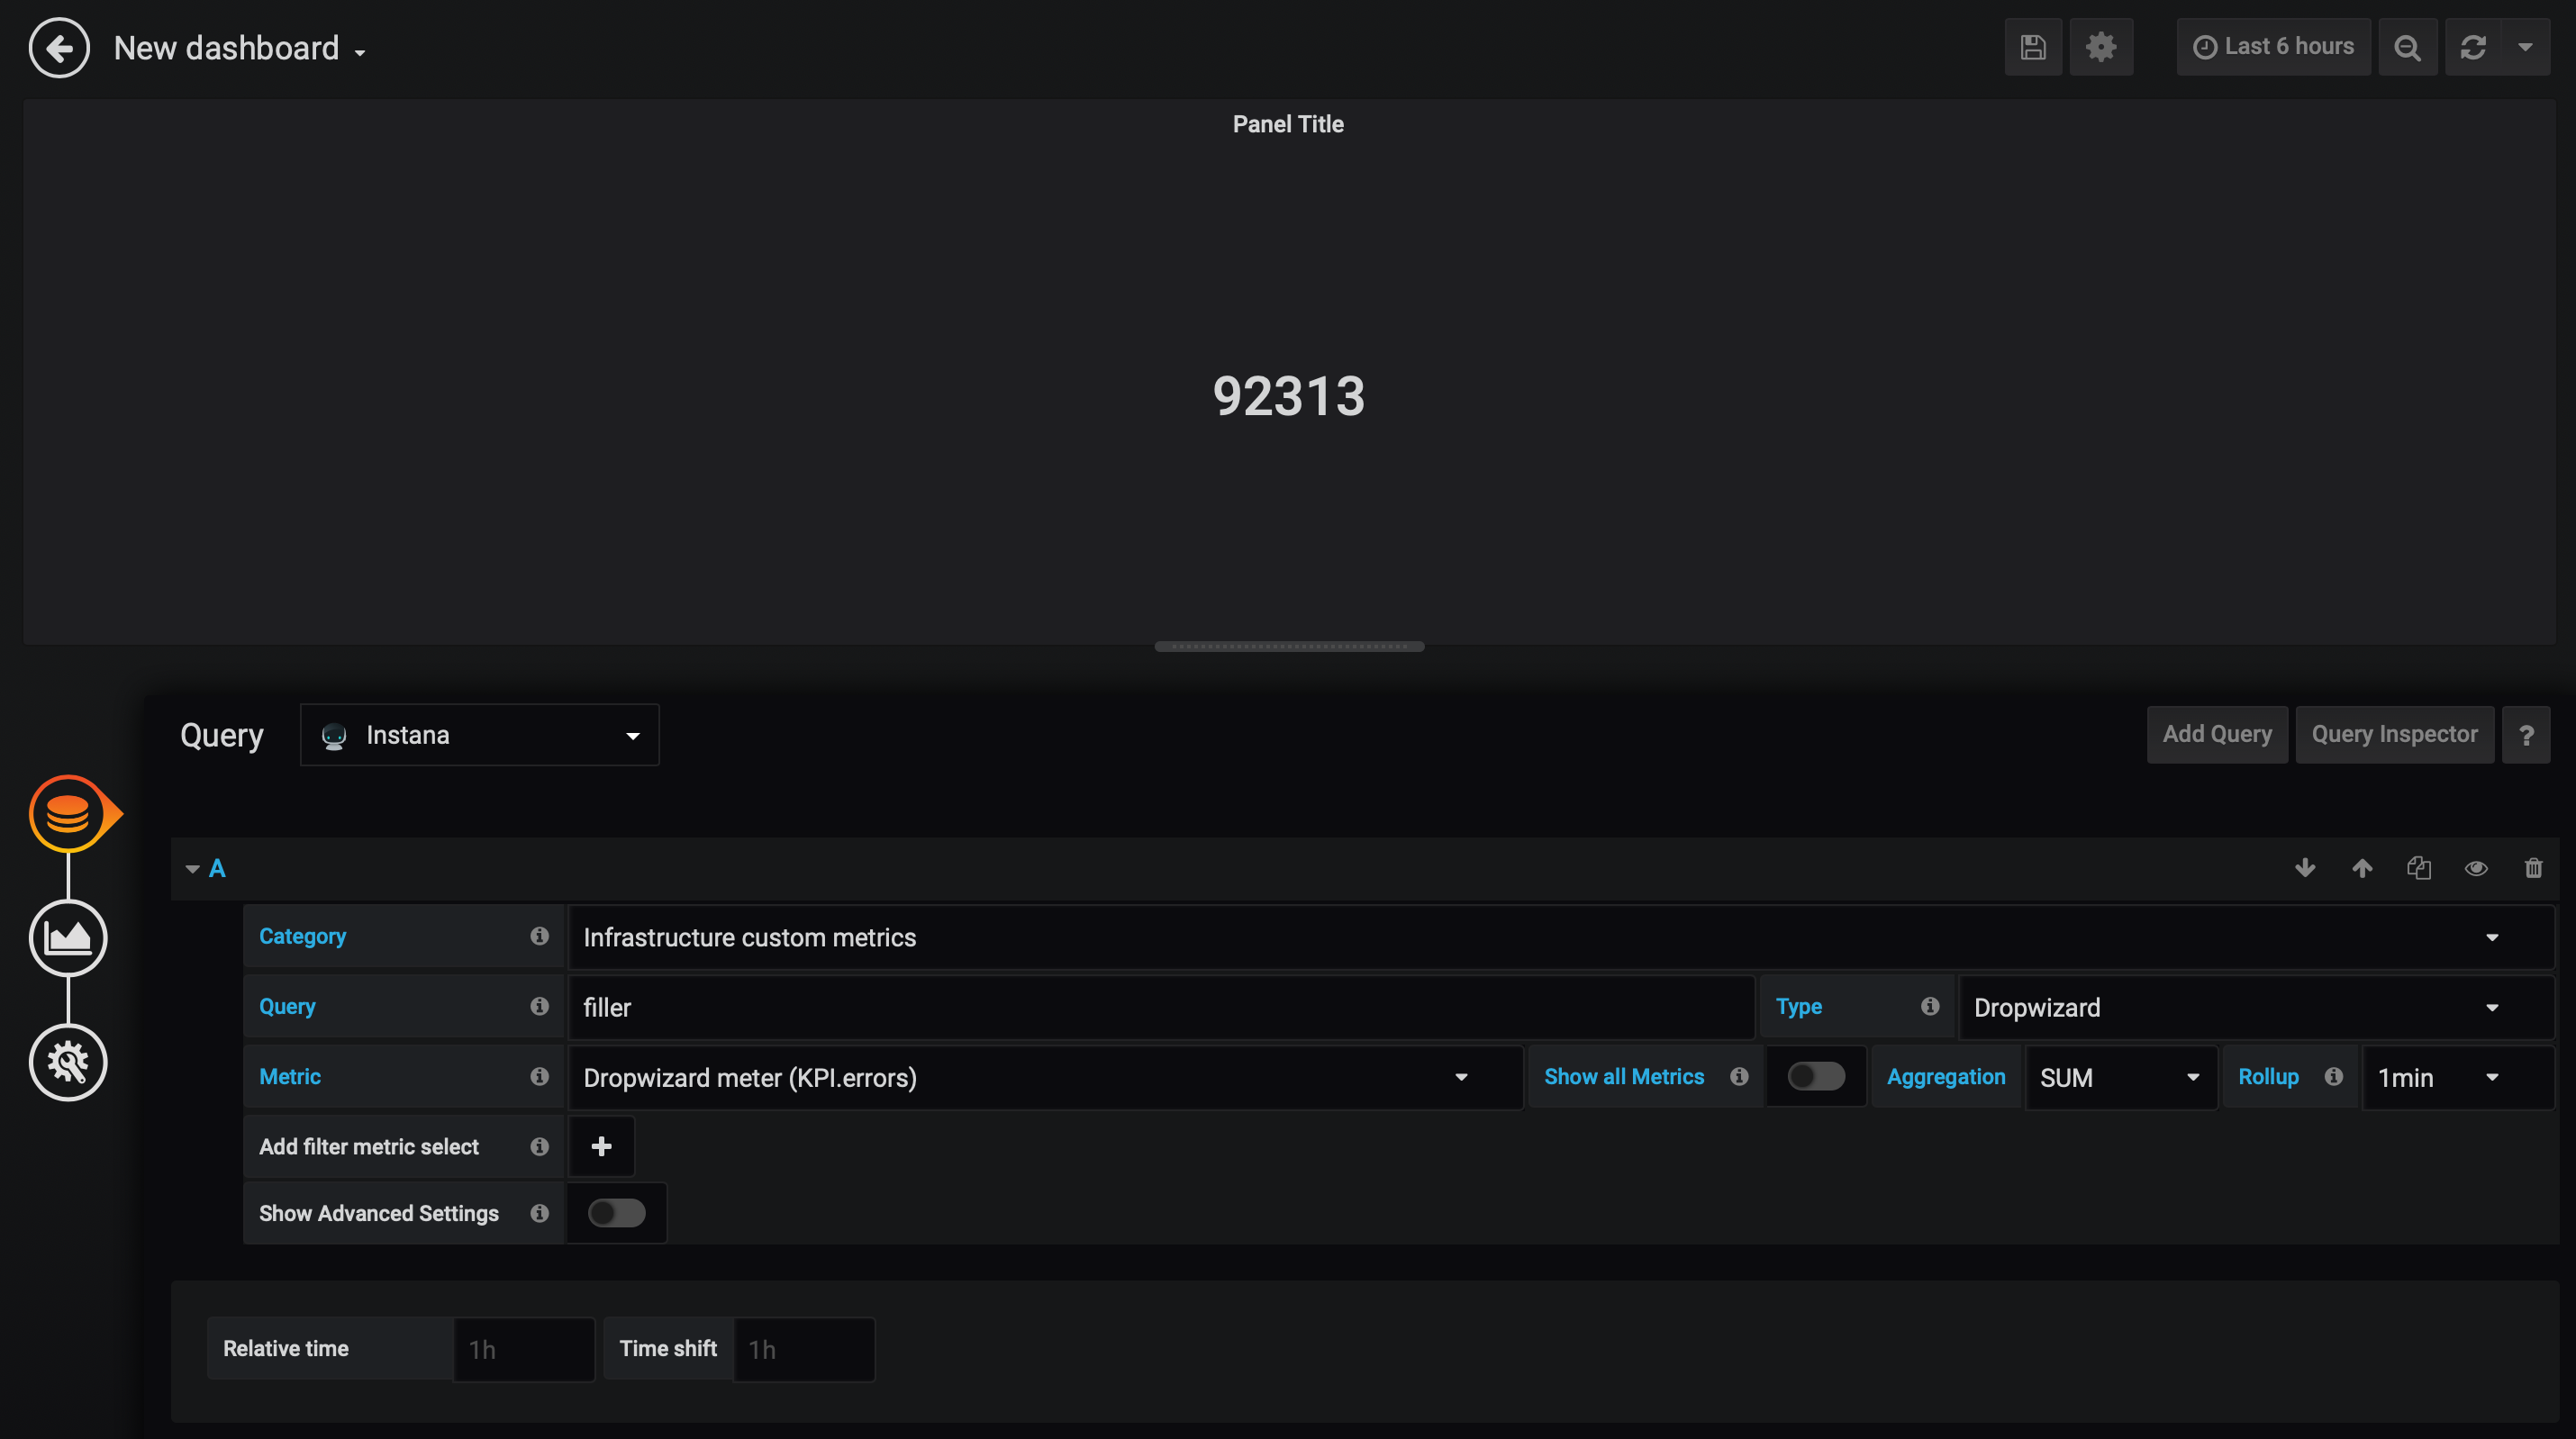 New dashboard
Last 6 hours
Panel Title
92313
Query
Instana
Add Query
Query Inspector
?
A
Category
Infrastructure custom metrics
Query
filler
Type
Dropwizard
Metric
Dropwizard meter (KPI.errors)
Show all Metrics
Aggregation
SUM
Rollup
1min
Add filter metric select
+
Show Advanced Settings
Relative time
1h
Time shift
1h